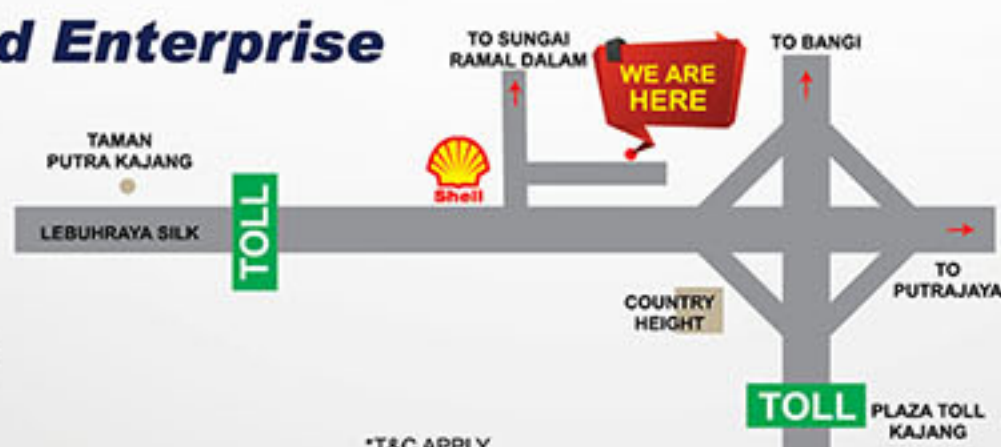 d Enterprise
TO SUNGAI
RAMAL DALAM
WE ARE
HERE
TO BANGI
TAMAN
PUTRA KAJANG
Shell
LEBUHRAYA SILK
TOLL
TO
PUTRAJAYA
COUNTRY
HEIGHT
TOLL
PLAZA TOLL
KAJANG
*T&C APPLY